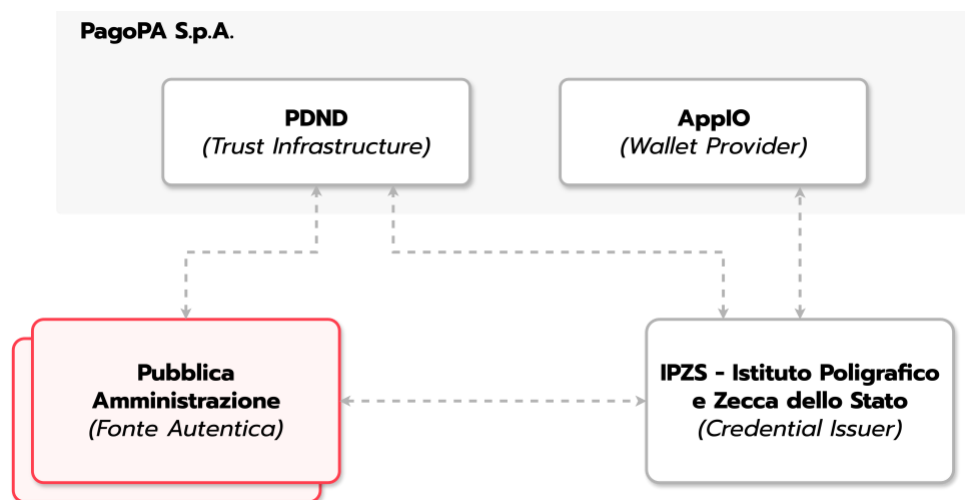 PagoPA S.p.A.
PDND
(Trust Infrastructure)
AppIO
(Wallet Provider)
Pubblica
Amministrazione
(Fonte Autentica)
IPZS - Istituto Poligrafico
e Zecca dello Stato
(Credential Issuer)